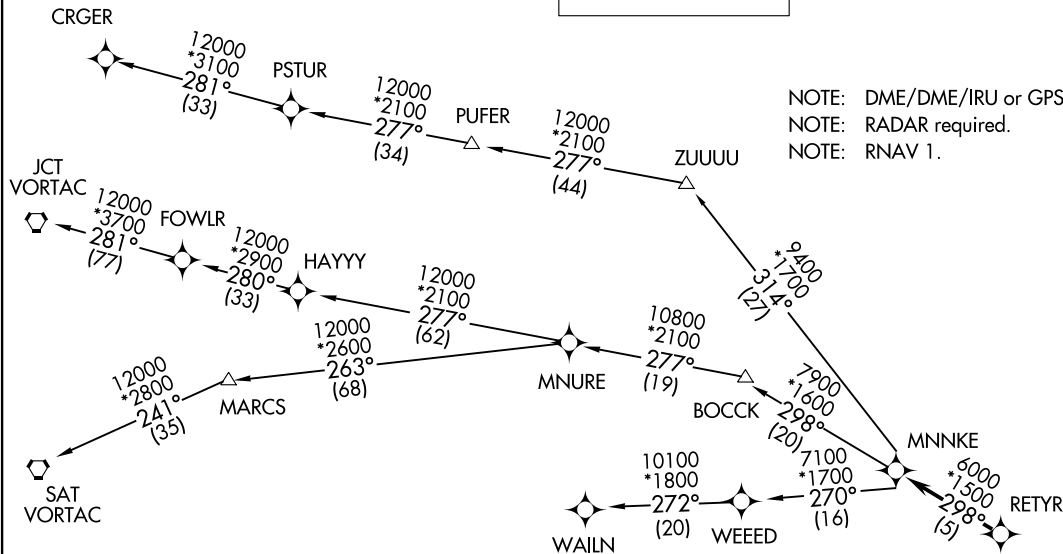 CRGER
12000
*3100
281°
(33)
PSTUR
12000
*2100
277°
(34)
PUFER
12000
*2100
277°
(44)
ZUUUU
NOTE: DME/DME/IRU or GPS
NOTE: RADAR required.
NOTE: RNAV 1.
JCT
VORTAC
12000
*3700
281°
(77)
FOWLR
12000
*2900
280°
(33)
HAYYY
12000
*2100
277°
(62)
9400
*1700
314°
(27)
12000
*2600
263°
(68)
MNURE
10800
*2100
277°
(19)
BOCCK
7900
*1600
298°
(20)
MNNKE
12000
*2800
241°
(35)
MARCS
SAT
VORTAC
10100
*1800
272°
(20)
WAILN
WEEED
7100
*1700
270°
(16)
6000
*1500
298°
(5)
RETYR